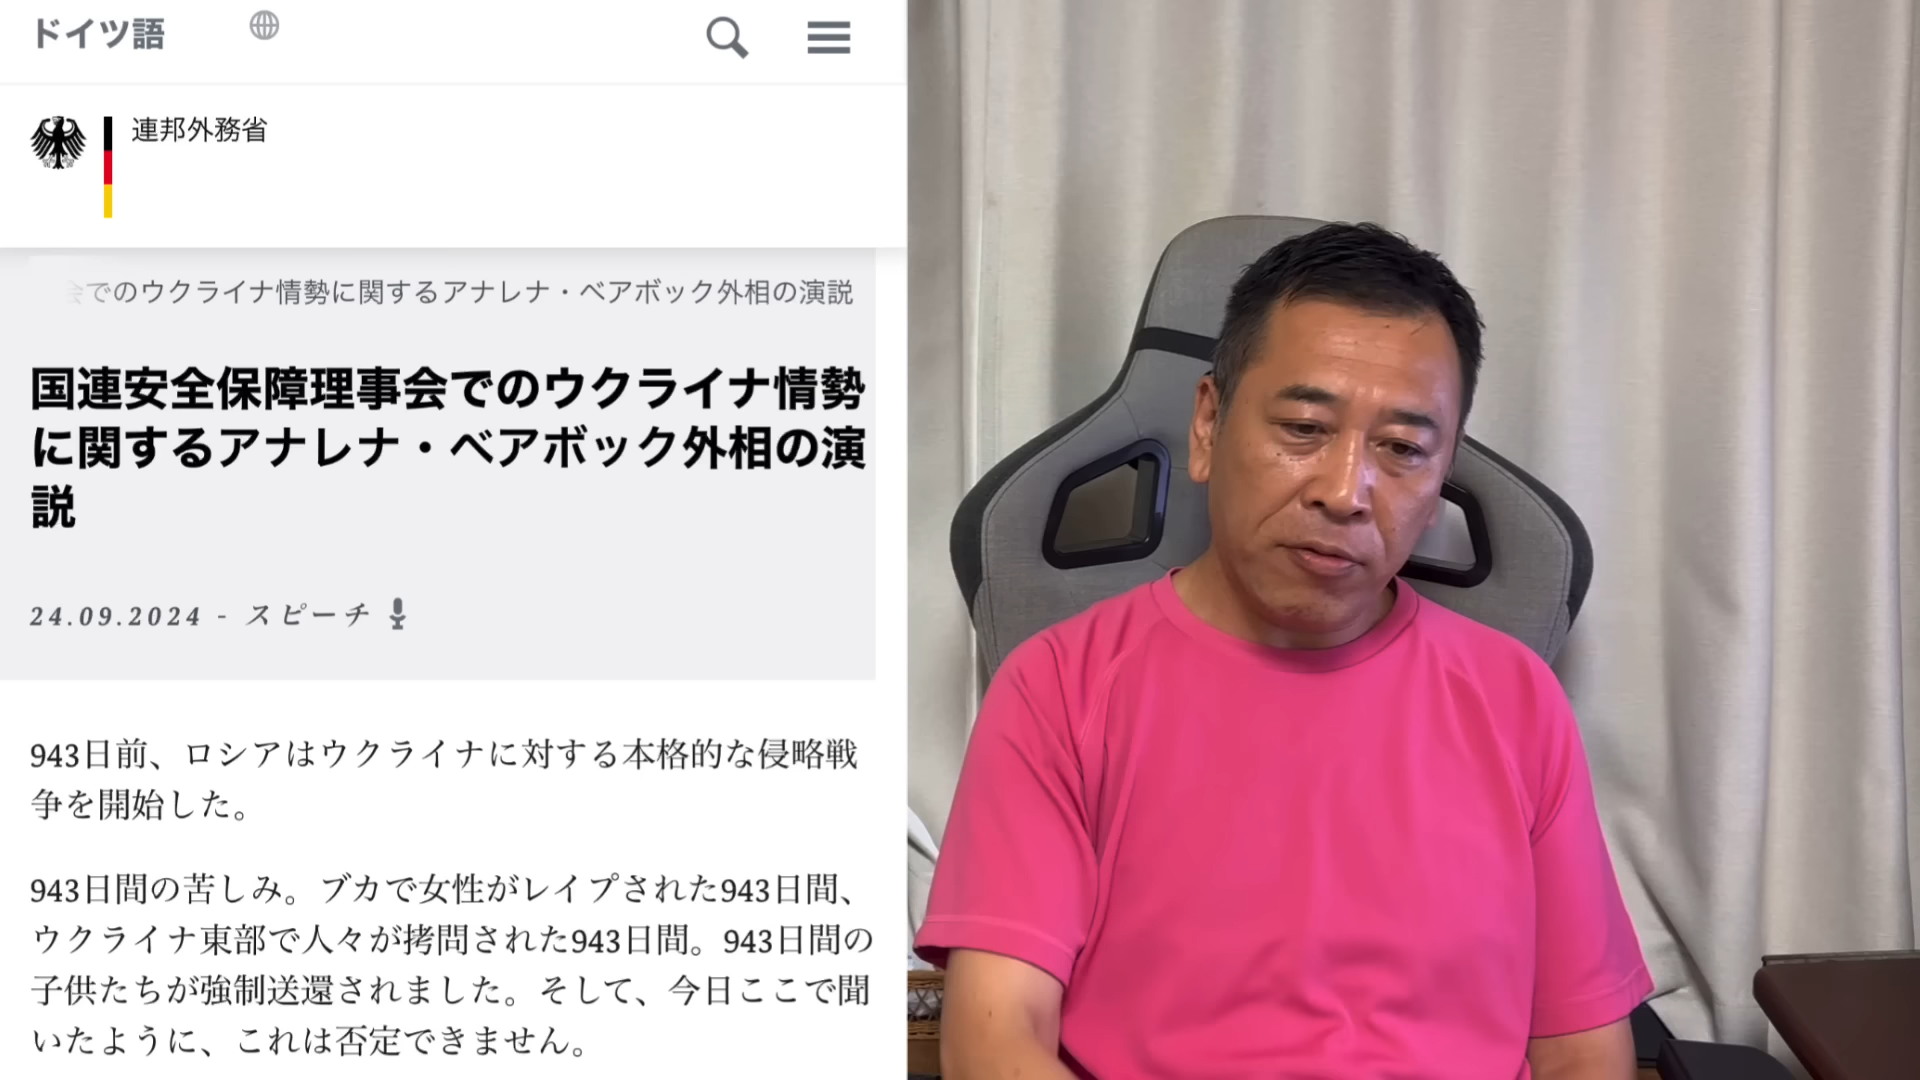 ドイツ語
連邦外務省
会でのウクライナ情勢に関するアナレナ・ベアボック外相の演説
国連安全保障理事会でのウクライナ情勢
に関するアナレナ・ベアボック外相の演
説
24.09.2024 - スピーチ
943日前、ロシアはウクライナに対する本格的な侵略戦
争を開始した。
943日間の苦しみ。ブカで女性がレイプされた943日間、
ウクライナ東部で人々が拷問された943日間。943日間の
子供たちが強制送還されました。そして、今日ここで聞
いたように、これは否定できません。